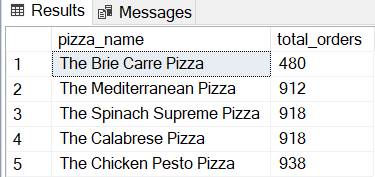 Results Messages
pizza_name total_orders
1 The Brie Carre Pizza 480
2 The Mediterranean Pizza 912
3 The Spinach Supreme Pizza 918
4 The Calabrese Pizza 918
5 The Chicken Pesto Pizza 938